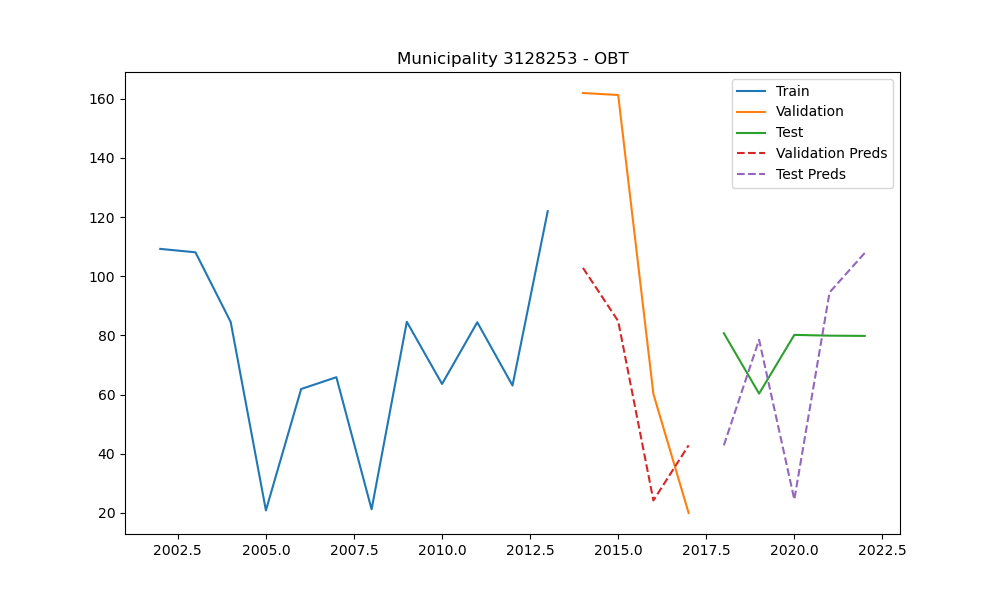 Municipality 3128253 - OBT
160
140
120
100
80
60
40
20
2002.5 2005.0 2007.5 2010.0 2012.5 2015.0 2017.5 2020.0 2022.5
Train
Validation
Test
Validation Preds
Test Preds